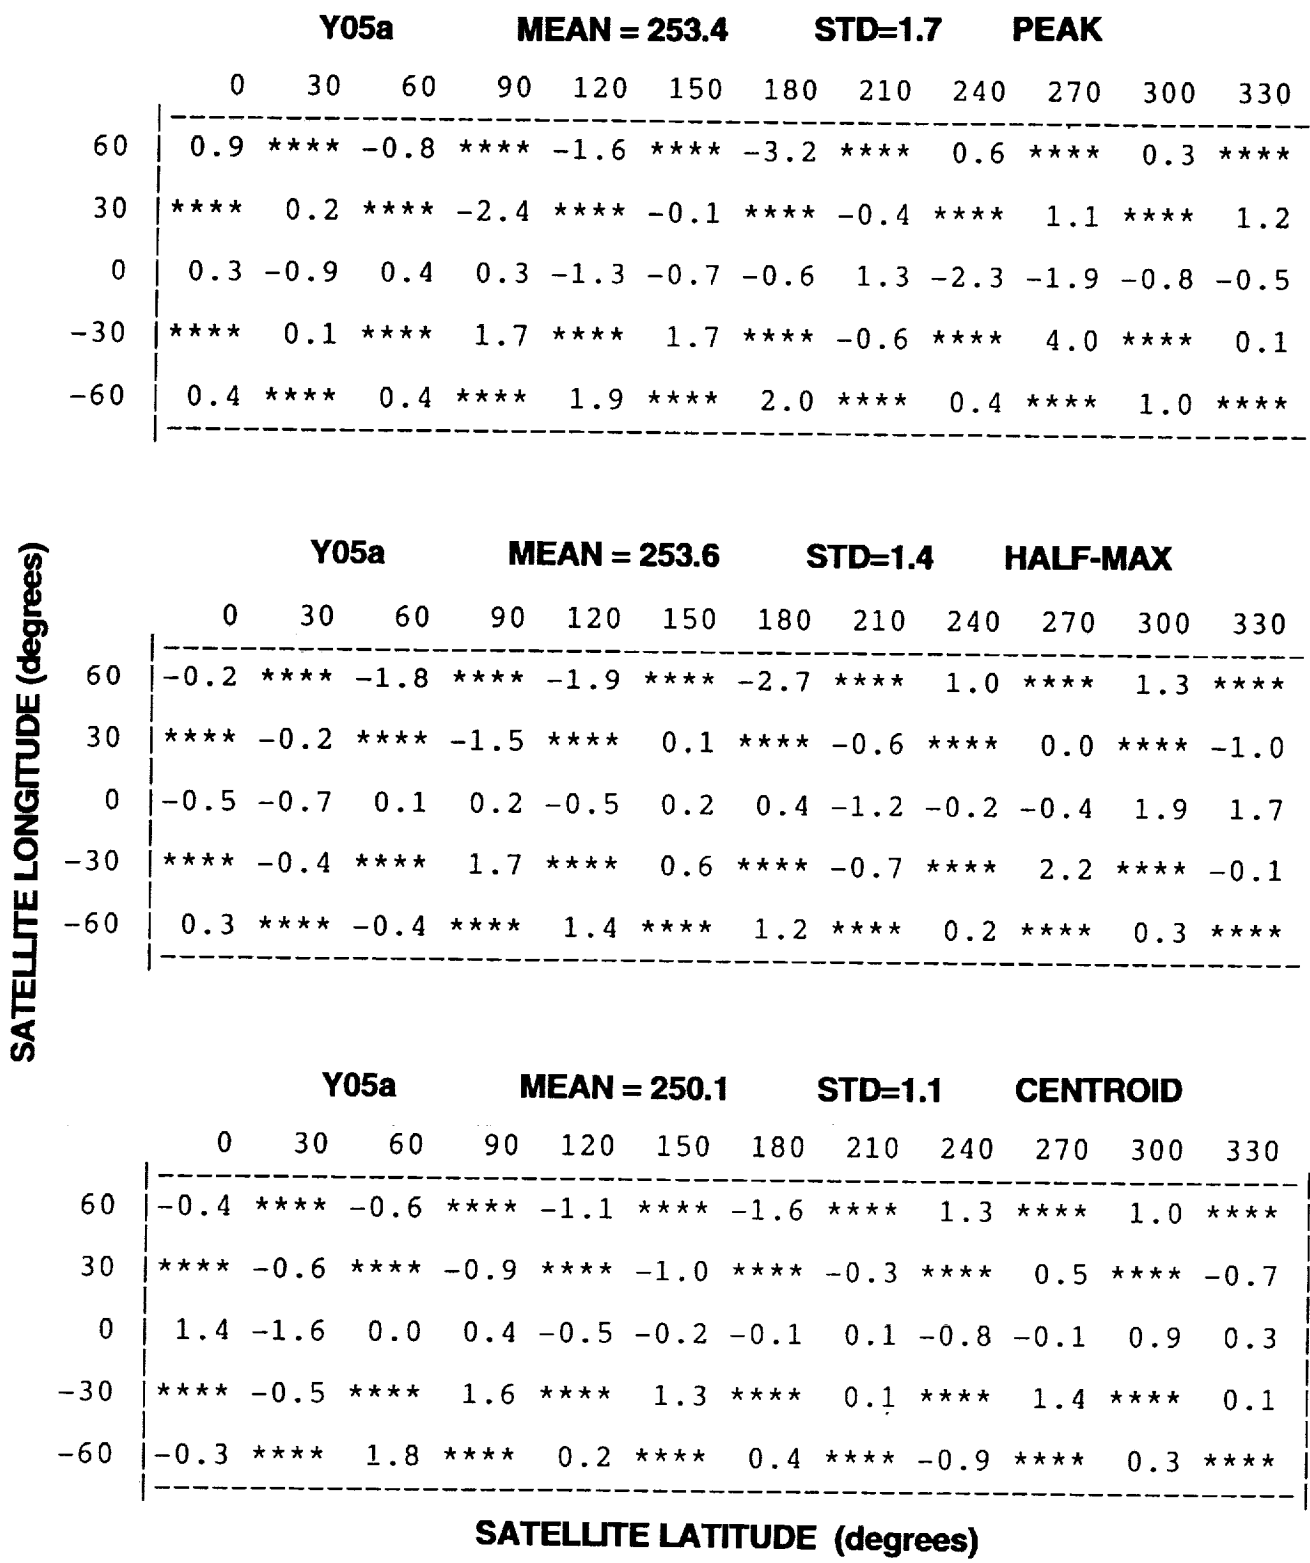 Y05a MEAN = 253.4 STD=1.7 PEAK
0 30 60 90 120 150 180 210 240 270 300 330
60 0.9 **** -0.8 **** -1.6 **** -3.2 **** 0.6 **** 0.3 ****
30 **** 0.2 **** -2.4 **** -0.1 **** -0.4 **** 1.1 **** 1.2
0 0.3 -0.9 0.4 0.3 -1.3 -0.7 -0.6 1.3 -2.3 -1.9 -0.8 -0.5
-30 **** 0.1 **** 1.7 **** 1.7 **** -0.6 **** 4.0 **** 0.1
-60 0.4 **** 0.4 **** 1.9 **** 2.0 **** 0.4 **** 1.0 ****
SATELLITE LONGITUDE (degrees)
Y05a MEAN = 253.6 STD=1.4 HALF-MAX
0 30 60 90 120 150 180 210 240 270 300 330
60 -0.2 **** -1.8 **** -1.9 **** -2.7 **** 1.0 **** 1.3 ****
30 **** -0.2 **** -1.5 **** 0.1 **** -0.6 **** 0.0 **** -1.0
0 -0.5 -0.7 0.1 0.2 -0.5 0.2 0.4 -1.2 -0.2 -0.4 1.9 1.7
-30 **** -0.4 **** 1.7 **** 0.6 **** -0.7 **** 2.2 **** -0.1
-60 0.3 **** -0.4 **** 1.4 **** 1.2 **** 0.2 **** 0.3 ****
Y05a MEAN = 250.1 STD=1.1 CENTROID
0 30 60 90 120 150 180 210 240 270 300 330
60 -0.4 **** -0.6 **** -1.1 **** -1.6 **** 1.3 **** 1.0 ****
30 **** -0.6 **** -0.9 **** -1.0 **** -0.3 **** 0.5 **** -0.7
0 1.4 -1.6 0.0 0.4 -0.5 -0.2 -0.1 0.1 -0.8 -0.1 0.9 0.3
-30 **** -0.5 **** 1.6 **** 1.3 **** 0.1 **** 1.4 **** 0.1
-60 -0.3 **** 1.8 **** 0.2 **** 0.4 **** -0.9 **** 0.3 ****
SATELLITE LATITUDE (degrees)